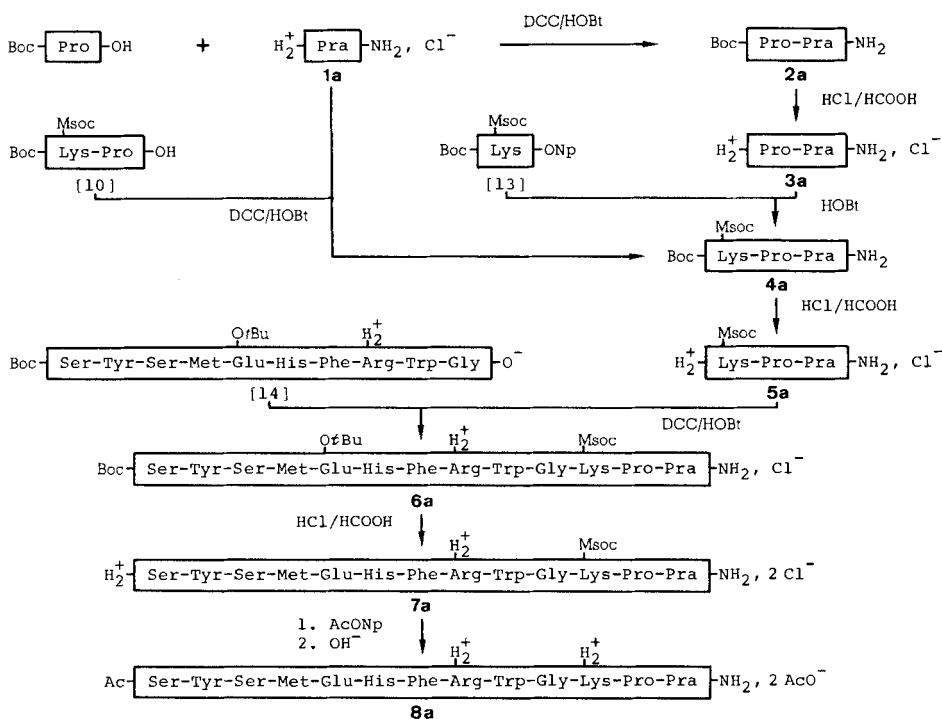 DCC/HOBt
Boc-Pro-OH + H₂⁺-Pra-NH₂, Cl⁻ Boc-Pro-Pra-NH₂
1a 2a
HCl/HCOOH
Msoc Msoc
Boc-Lys-Pro-OH Boc-Lys-ONp H₂⁺-Pro-Pra-NH₂, Cl⁻
[10] [13] 3a
DCC/HOBt HOBt
Msoc
Boc-Lys-Pro-Pra-NH₂
4a
HCl/HCOOH
OtBu H₂⁺ Msoc
Boc-Ser-Tyr-Ser-Met-Glu-His-Phe-Arg-Trp-Gly-O⁻ H₂⁺-Lys-Pro-Pra-NH₂, Cl⁻
[14] 5a
DCC/HOBt
OtBu H₂⁺ Msoc
Boc-Ser-Tyr-Ser-Met-Glu-His-Phe-Arg-Trp-Gly-Lys-Pro-Pra-NH₂, Cl⁻
6a
HCl/HCOOH
H₂⁺ Msoc
H₂⁺-Ser-Tyr-Ser-Met-Glu-His-Phe-Arg-Trp-Gly-Lys-Pro-Pra-NH₂, 2 Cl⁻
7a
1. AcONp
2. OH⁻
H₂⁺ H₂⁺
Ac-Ser-Tyr-Ser-Met-Glu-His-Phe-Arg-Trp-Gly-Lys-Pro-Pra-NH₂, 2 AcO⁻
8a